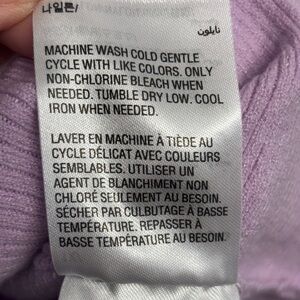 나일론/
نايلون
MACHINE WASH COLD GENTLE
CYCLE WITH LIKE COLORS. ONLY
NON-CHLORINE BLEACH WHEN
NEEDED. TUMBLE DRY LOW. COOL
IRON WHEN NEEDED.
LAVER EN MACHINE À TIÈDE AU
CYCLE DÉLICAT AVEC COULEURS
SEMBLABLES. UTILISER UN
AGENT DE BLANCHIMENT NON
CHLORÉ SEULEMENT AU BESOIN.
SÉCHER PAR CULBUTAGE À BASSE
TEMPÉRATURE. REPASSER À
BASSE TEMPÉRATURE AU BESOIN.